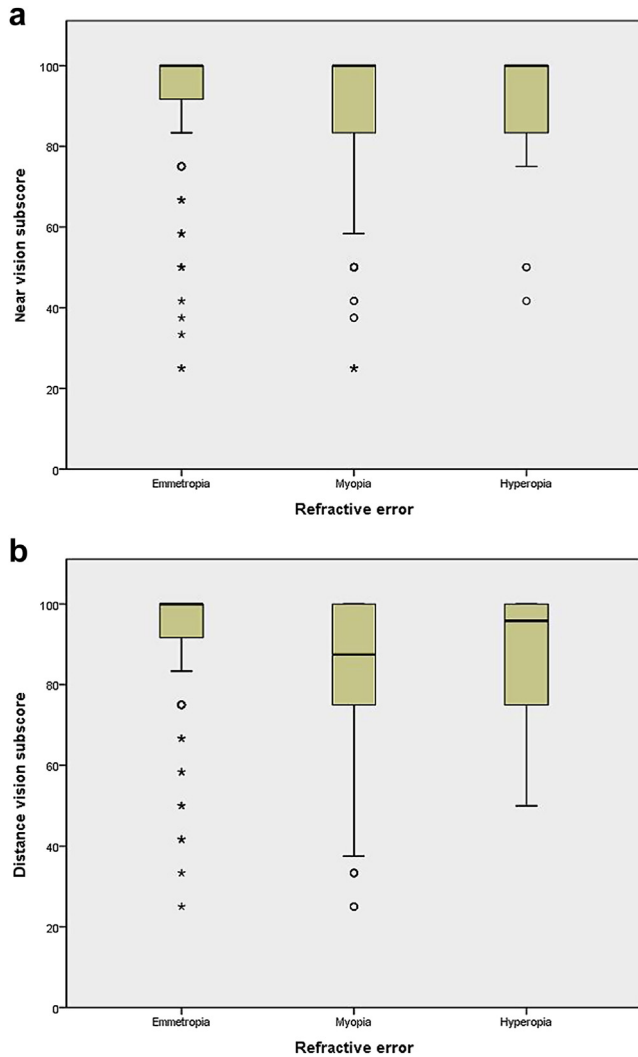 a
100
80
60
40
20
0
Near vision subscore
Emmetropia Myopia Hyperopia
Refractive error
b
100
80
60
40
20
0
Distance vision subscore
Emmetropia Myopia Hyperopia
Refractive error